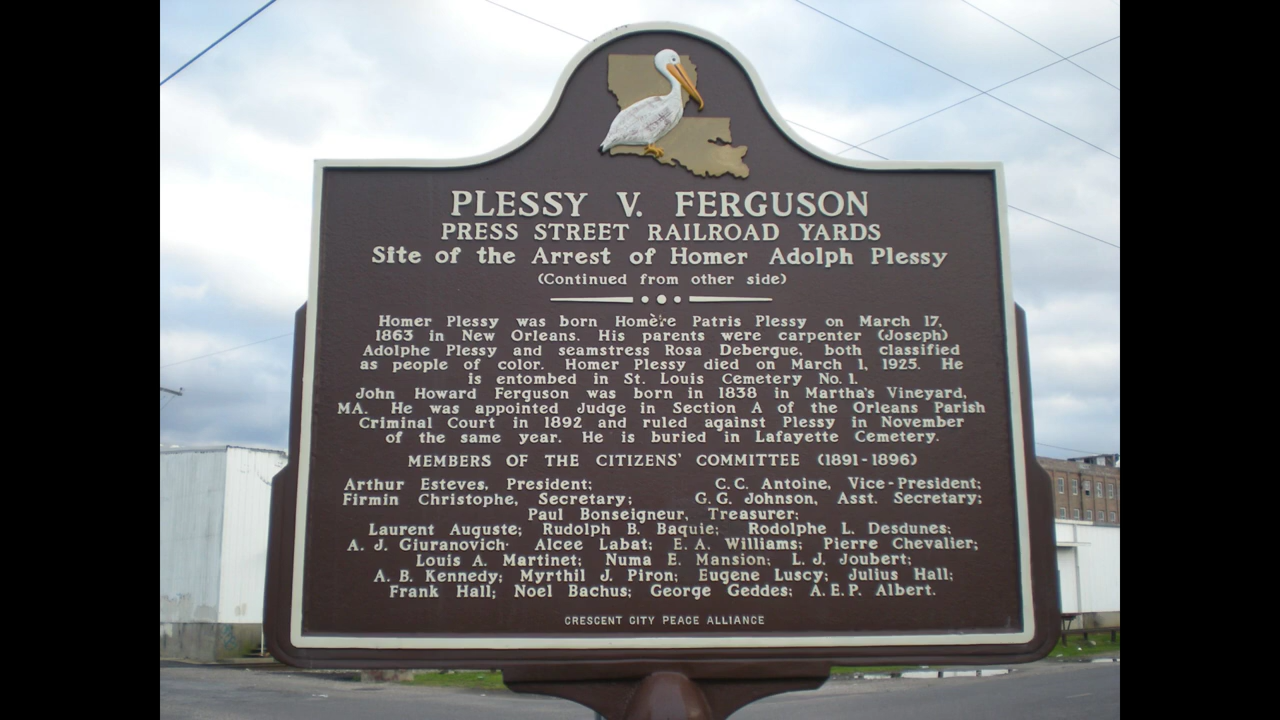 PLESSY V. FERGUSON
PRESS STREET RAILROAD YARDS
Site of the Arrest of Homer Adolph Plessy
(Continued from other side)
Homer Plessy was born Homère Patris Plessy on March 17,
1863 in New Orleans. His parents were carpenter (Joseph)
Adolphe Plessy and seamstress Rosa Debergue, both classified
as people of color. Homer Plessy died on March 1, 1925. He
is entombed in St. Louis Cemetery No. 1.
John Howard Ferguson was born in 1838 in Martha's Vineyard,
MA. He was appointed Judge in Section A of the Orleans Parish
Criminal Court in 1892 and ruled against Plessy in November
of the same year. He is buried in Lafayette Cemetery.
MEMBERS OF THE CITIZENS' COMMITTEE (1891-1896)
Arthur Esteves, President; C.C. Antoine, Vice-President;
Firmin Christophe, Secretary; G.G. Johnson, Asst. Secretary;
Paul Bonseigneur, Treasurer;
Laurent Auguste; Rudolph B. Baquie; Rodolphe L. Desdunes;
A. J. Giuranovich· Alcee Labat; E. A. Williams; Pierre Chevalier;
Louis A. Martinet; Numa E. Mansion; L. J. Joubert;
A. B. Kennedy; Myrthil J. Piron; Eugene Luscy; Julius Hall;
Frank Hall; Noel Bachus; George Geddes; A.E.P. Albert.
CRESCENT CITY PEACE ALLIANCE